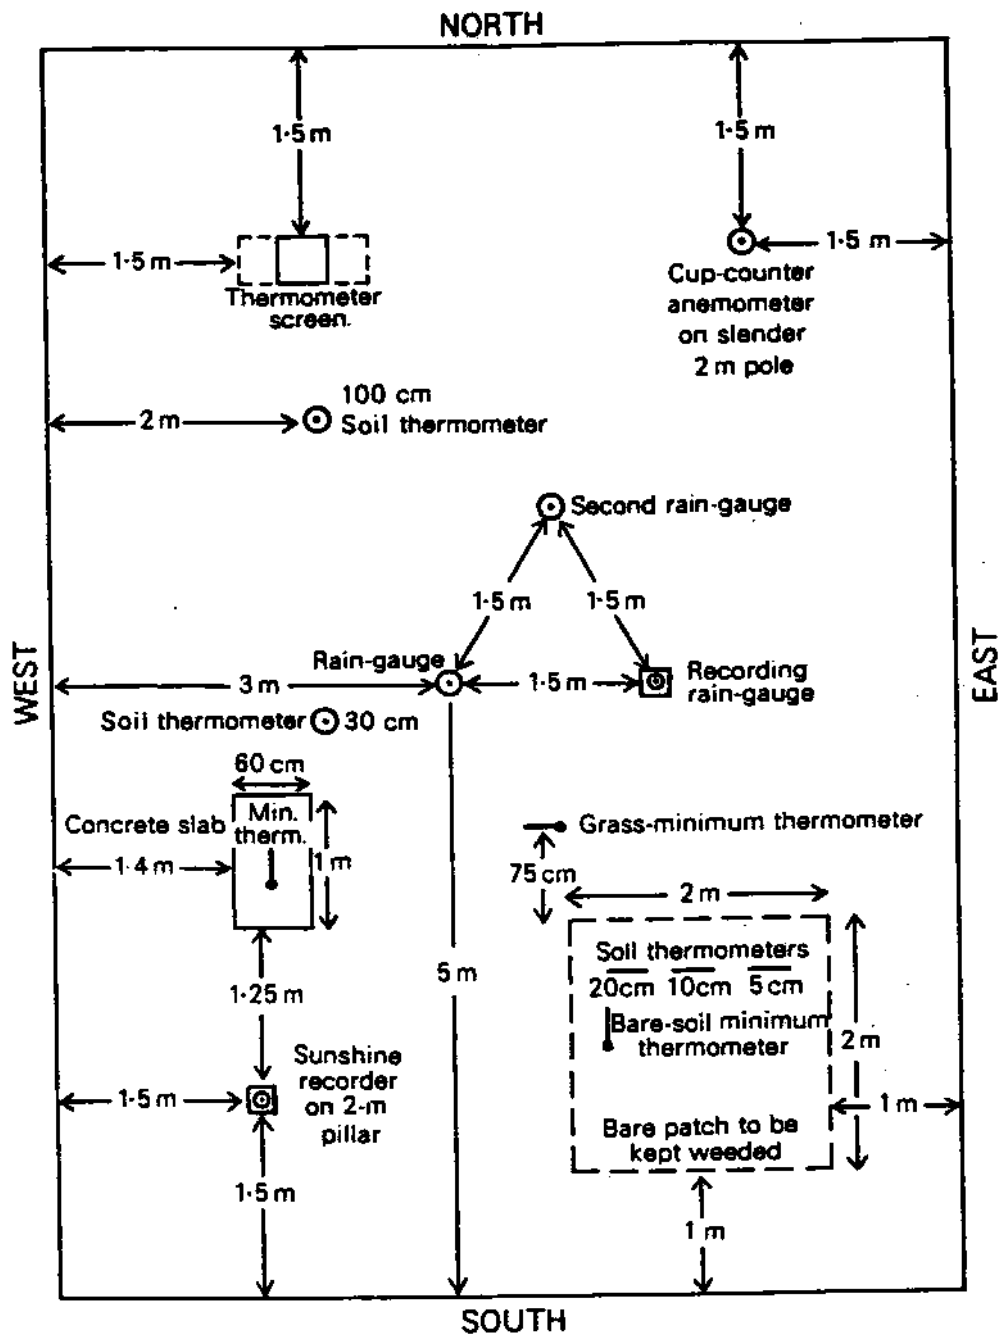 NORTH
1·5 m
1·5 m
1·5 m
1·5 m
Thermometer
screen.
Cup-counter
anemometer
on slender
2 m pole
100 cm
2 m
Soil thermometer
Second rain-gauge
1·5 m
1·5 m
WEST
EAST
Rain-gauge
3 m
1·5 m
Recording
rain-gauge
Soil thermometer
30 cm
60 cm
Concrete slab
Min.
therm.
1·4 m
1 m
Grass-minimum thermometer
75 cm
2 m
Soil thermometers
20cm 10cm 5 cm
Bare-soil minimum
thermometer
2 m
5 m
1·25 m
Sunshine
recorder
on 2-m
pillar
1·5 m
1 m
Bare patch to be
kept weeded
1·5 m
1 m
SOUTH